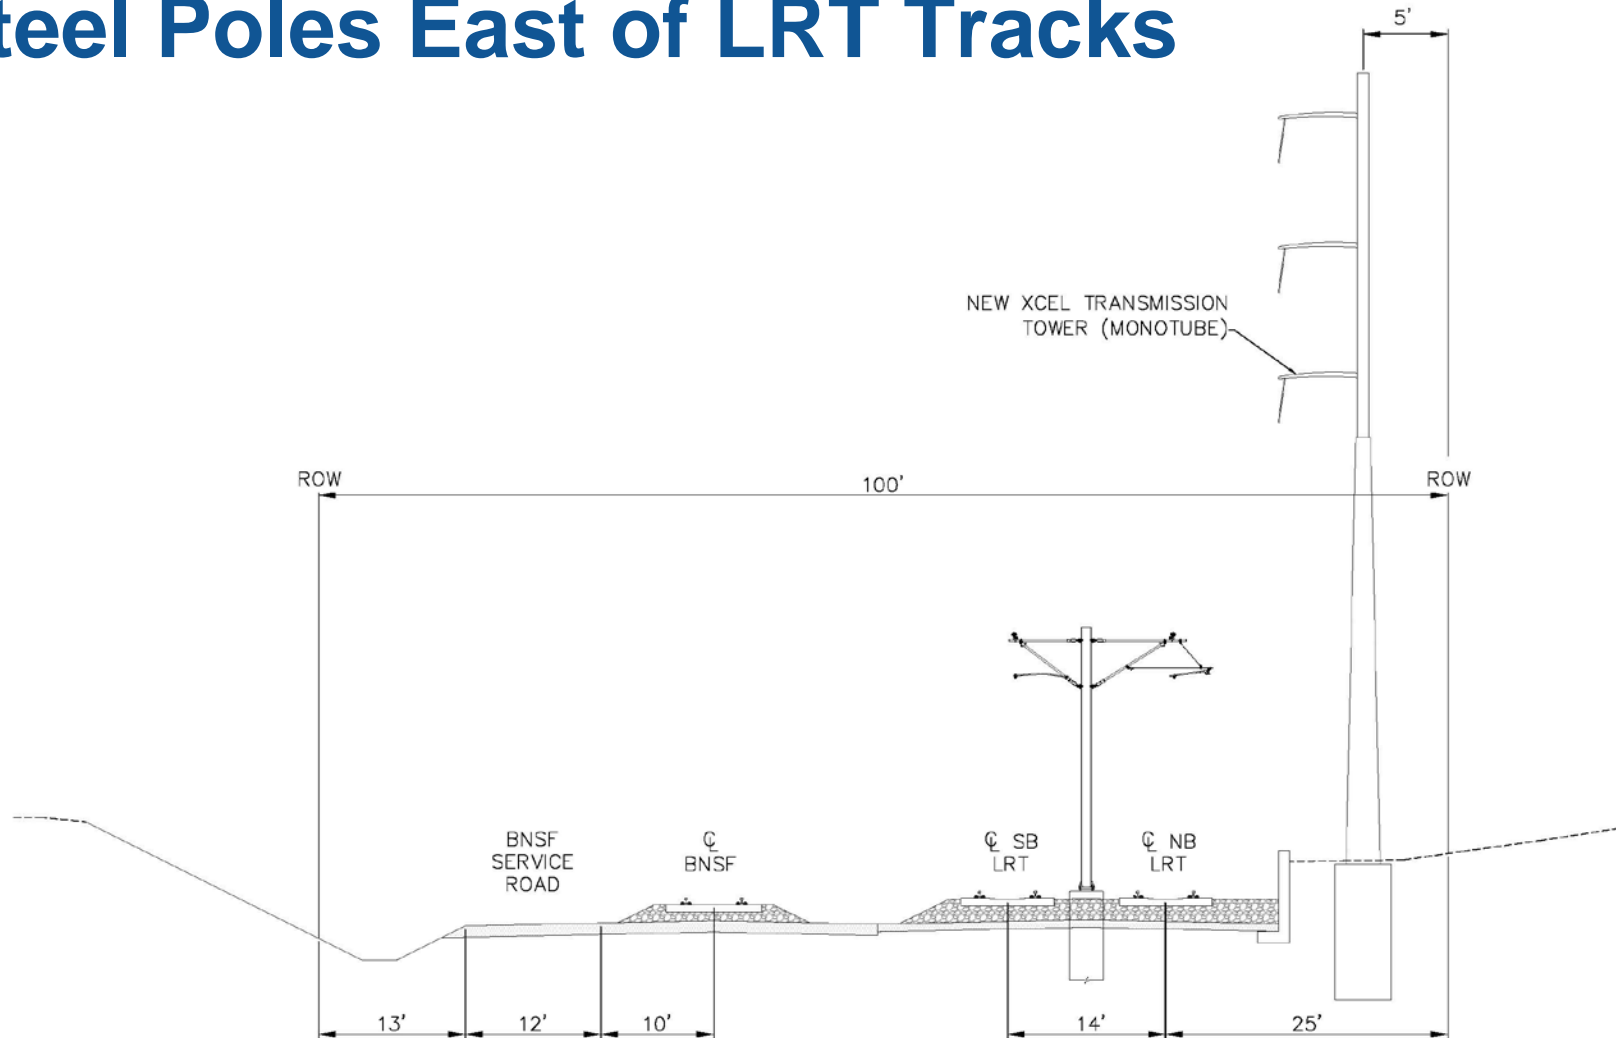 teel Poles East of LRT Tracks
5'
NEW XCEL TRANSMISSION
TOWER (MONOTUBE)
ROW
100'
ROW
BNSF
SERVICE
ROAD
℄
BNSF
℄ SB
LRT
℄ NB
LRT
13'
12'
10'
14'
25'